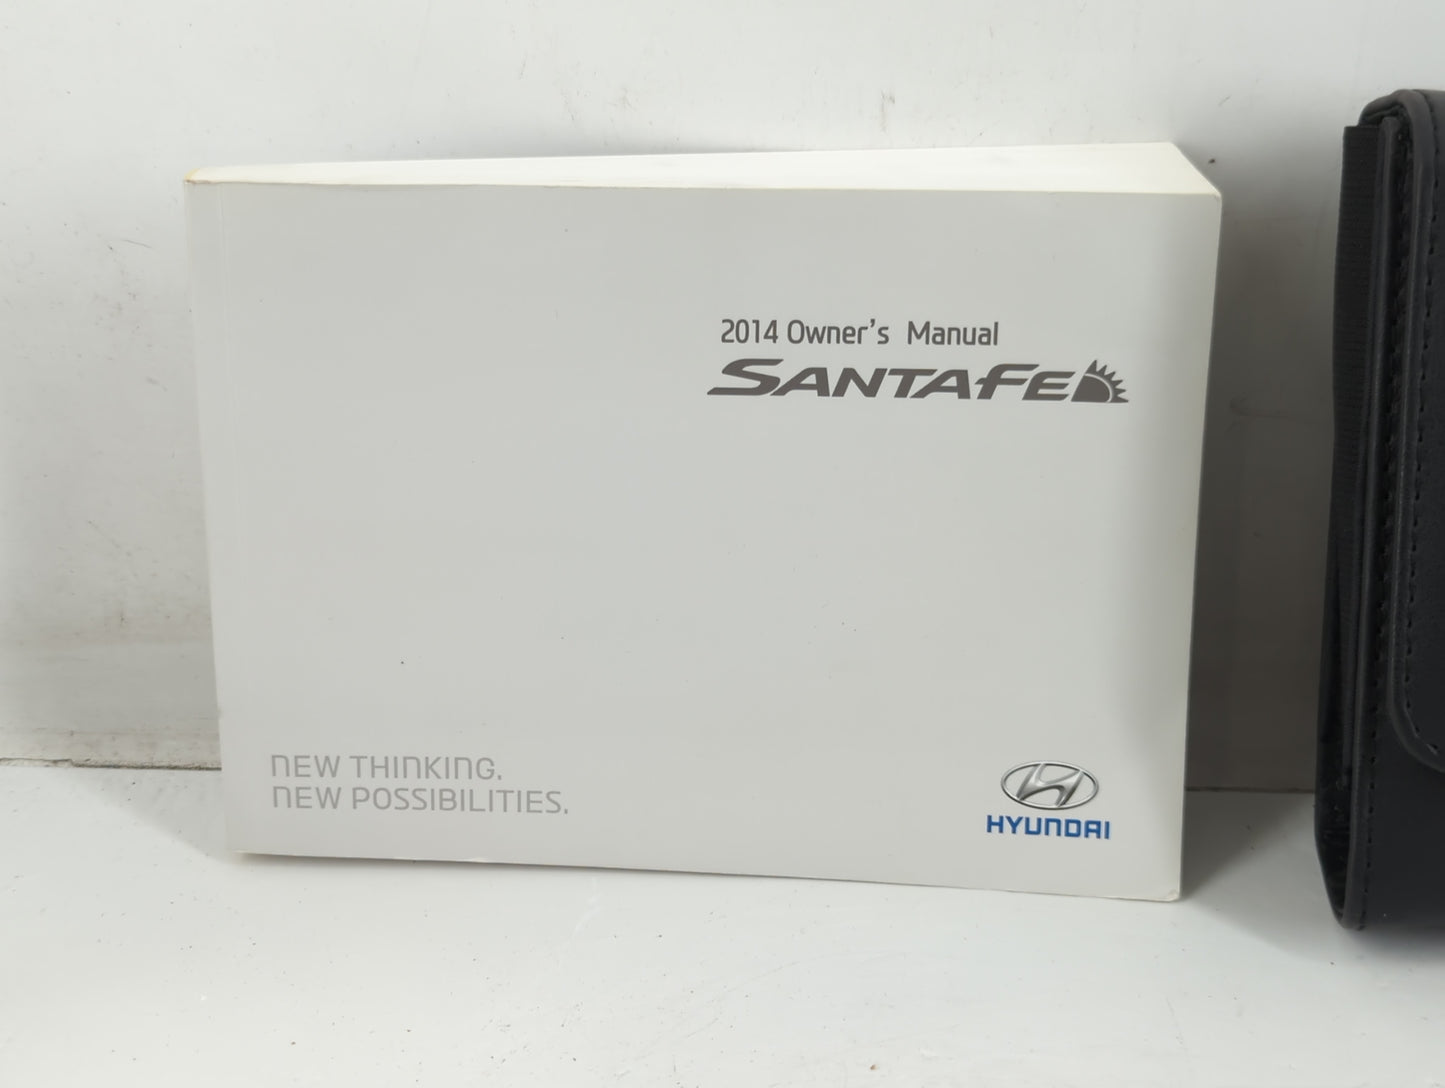 2014 Owner's Manual
SANTAFE
NEW THINKING.
NEW POSSIBILITIES.
HYUNDAI